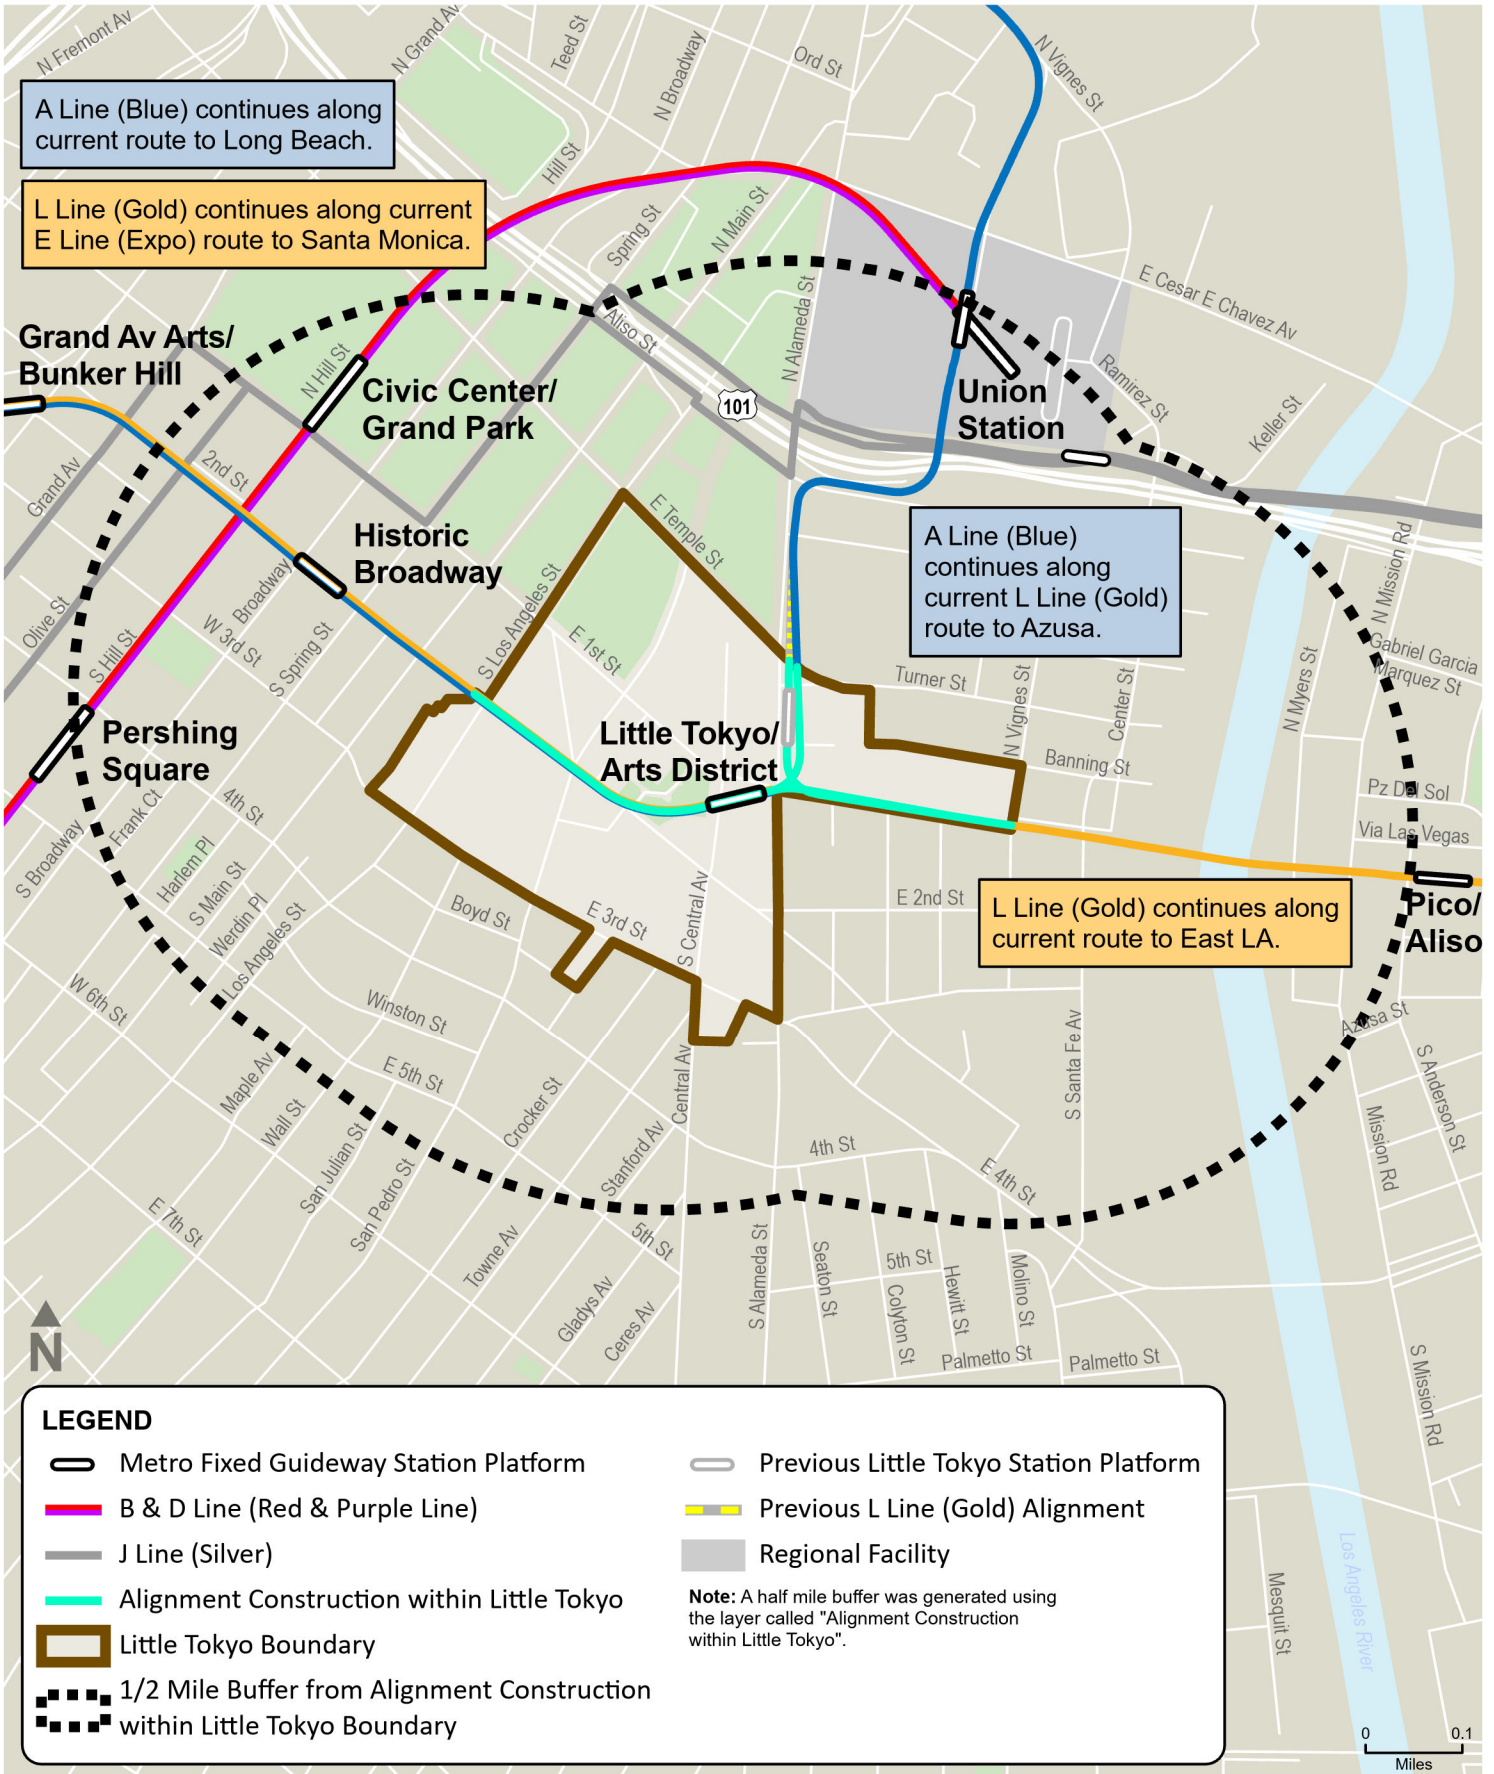 N Fremont Av
N Grand Av
Teed St
N Broadway
Ord St
N Vignes St
A Line (Blue) continues along
current route to Long Beach.
Hill St
L Line (Gold) continues along current
E Line (Expo) route to Santa Monica.
Spring St
N Main St
N Alameda St
E Cesar E Chavez Av
Aliso St
Grand Av Arts/
Bunker Hill
N Hill St
Civic Center/
Grand Park
101
Union
Station
Ramirez St
Keller St
Grand Av
2nd St
Historic
Broadway
E Temple St
A Line (Blue)
continues along
current L Line (Gold)
route to Azusa.
N Mission Rd
Olive St
S Hill St
W 3rd St
Broadway
S Spring St
S Los Angeles St
E 1st St
Turner St
N Vignes St
Center St
N Myers St
Gabriel Garcia
Marquez St
Pershing
Square
Little Tokyo/
Arts District
Banning St
Pz Del Sol
Via Las Vegas
S Broadway
Frank Ct
4th St
Harlem Pl
S Main St
Werdin Pl
Los Angeles St
Boyd St
E 3rd St
S Central Av
E 2nd St
L Line (Gold) continues along
current route to East LA.
Pico/
Aliso
W 6th St
Winston St
E 5th St
Azusa St
S Anderson St
Maple Av
Wall St
San Julian St
San Pedro St
Crocker St
Stanford Av
Central Av
S Santa Fe Av
Mission Rd
4th St
E 4th St
E 7th St
Towne Av
5th St
Gladys Av
Ceres Av
S Alameda St
Seaton St
5th St
Colyton St
Hewitt St
Molino St
Palmetto St
Palmetto St
S Mission Rd
N
Mesquit St
Los Angeles River
LEGEND
Metro Fixed Guideway Station Platform
B & D Line (Red & Purple Line)
J Line (Silver)
Alignment Construction within Little Tokyo
Little Tokyo Boundary
1/2 Mile Buffer from Alignment Construction
within Little Tokyo Boundary
Previous Little Tokyo Station Platform
Previous L Line (Gold) Alignment
Regional Facility
Note: A half mile buffer was generated using
the layer called "Alignment Construction
within Little Tokyo".
0 0.1
Miles